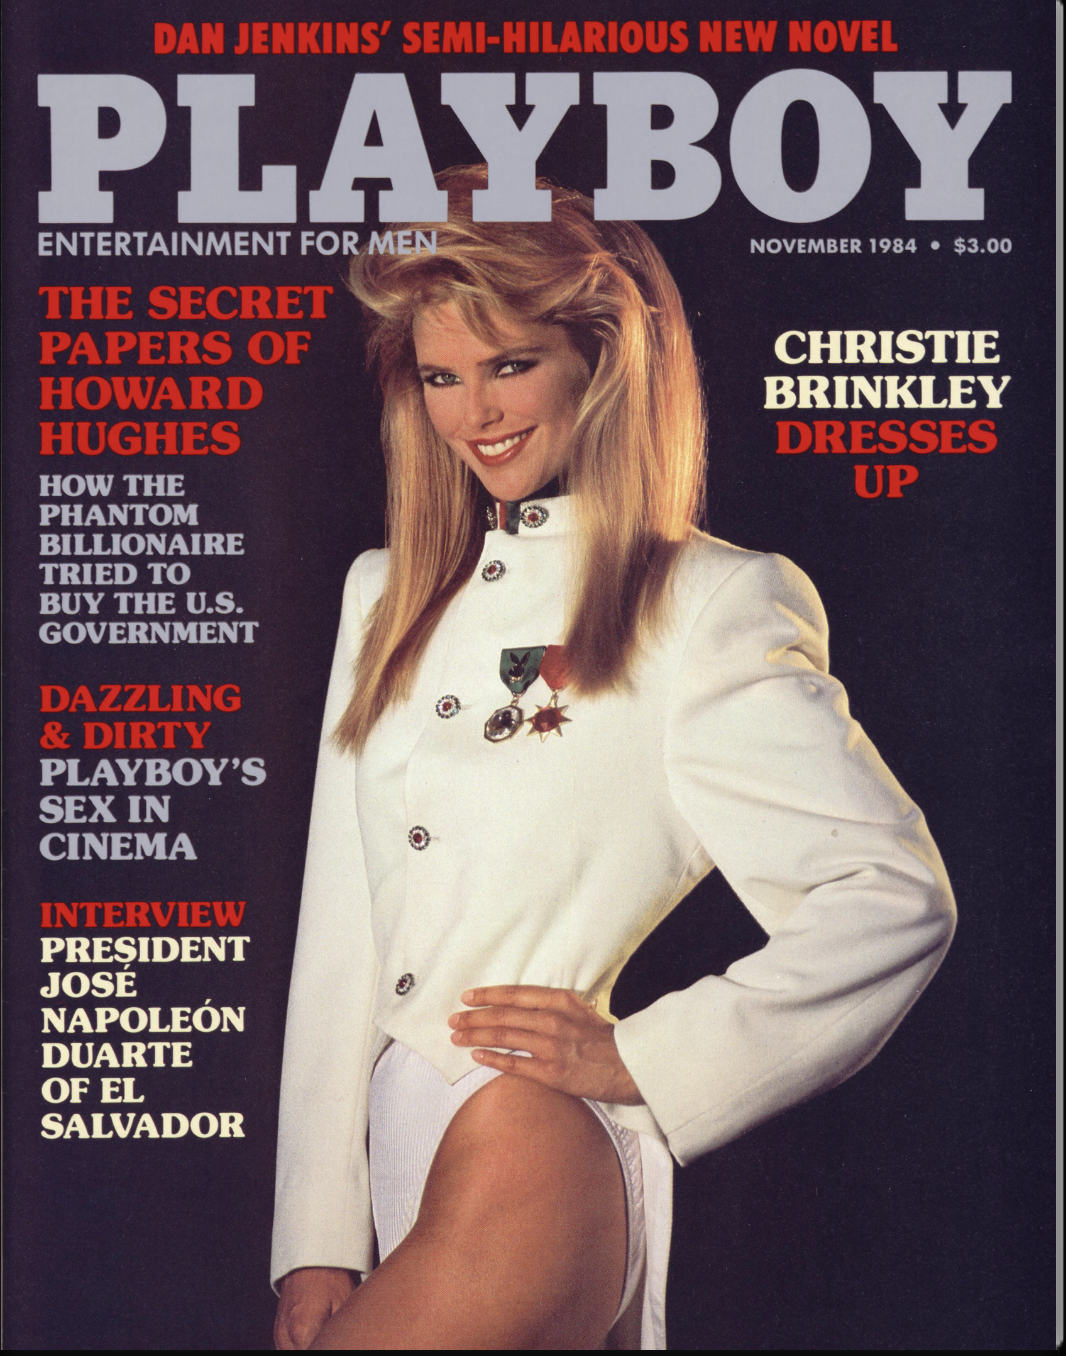 DAN JENKINS' SEMI-HILARIOUS NEW NOVEL
PLAYBOY
ENTERTAINMENT FOR MEN
NOVEMBER 1984 • $3.00
THE SECRET
PAPERS OF
HOWARD
HUGHES
HOW THE
PHANTOM
BILLIONAIRE
TRIED TO
BUY THE U.S.
GOVERNMENT
DAZZLING
& DIRTY
PLAYBOY'S
SEX IN
CINEMA
INTERVIEW
PRESIDENT
JOSÉ
NAPOLEÓN
DUARTE
OF EL
SALVADOR
CHRISTIE
BRINKLEY
DRESSES
UP